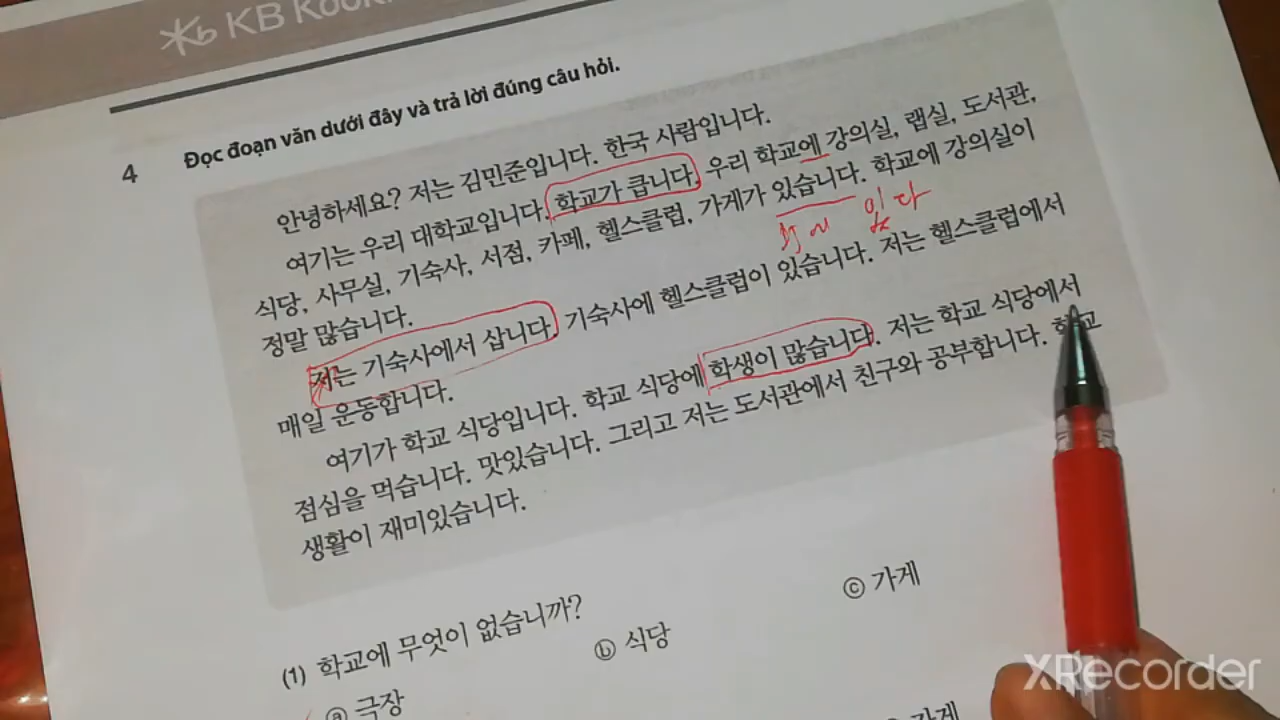 KB Kook
4 Đọc đoạn văn dưới đây và trả lời đúng câu hỏi.
안녕하세요? 저는 김민준입니다. 한국 사람입니다.
여기는 우리 대학교입니다. 학교가 큽니다. 우리 학교에 강의실, 랩실, 도서관,
식당, 사무실, 기숙사, 서점, 카페, 헬스클럽, 가게가 있습니다. 학교에 강의실이
있다
정말 많습니다.
저는 기숙사에서 삽니다. 기숙사에 헬스클럽이 있습니다. 저는 헬스클럽에서
매일 운동합니다.
여기가 학교 식당입니다. 학교 식당에 학생이 많습니다. 저는 학교 식당에서
점심을 먹습니다. 맛있습니다. 그리고 저는 도서관에서 친구와 공부합니다. 학교
생활이 재미있습니다.
(1) 학교에 무엇이 없습니까?
ⓐ 극장 ⓑ 식당 ⓒ 가게
가게
XRecorder